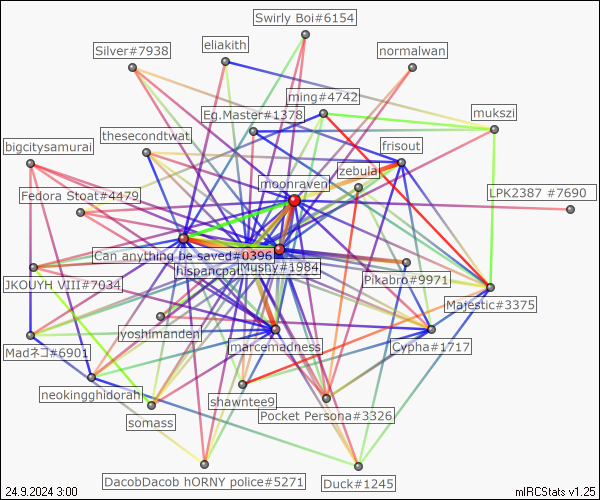 Swirly Boi#6154
Silver#7938
eliakith
normalwan
ming#4742
Eg.Master#1378
mukszi
thesecondtwat
bigcitysamurai
frisout
zebula
moonraven
Fedora Stoat#4479
LPK2387 #7690
Can anything be saved#0396
hispancpal
Mushy#1984
Pikabro#9971
JKOUYH VIII#7034
Majestic#3375
yoshimanden
marcemadness
Cypha#1717
Madネコ#6901
neokingghidorah
shawntee9
Pocket Persona#3326
somass
DacobDacob hORNY police#5271
Duck#1245
24.9.2024 3:00
mIRCStats v1.25